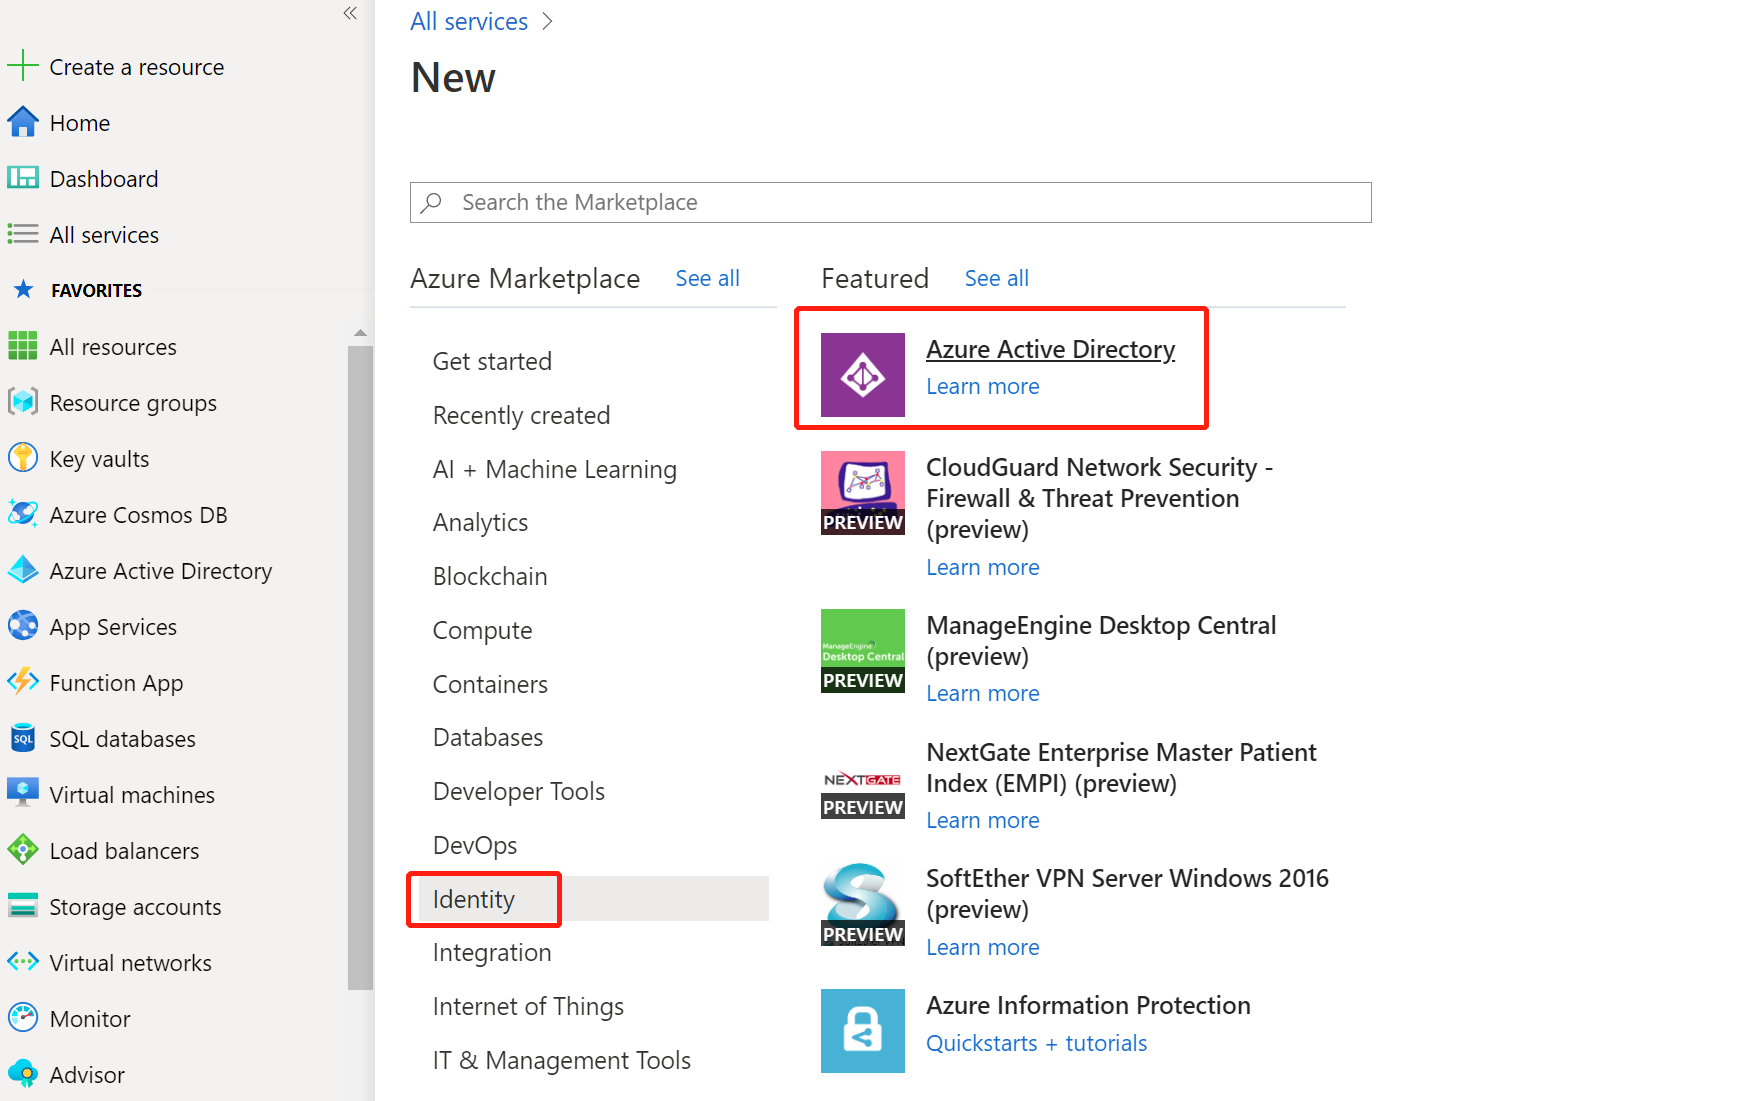 Create a resource
Home
Dashboard
All services
FAVORITES
All resources
Resource groups
Key vaults
Azure Cosmos DB
Azure Active Directory
App Services
Function App
SQL
SQL databases
Virtual machines
Load balancers
Storage accounts
Virtual networks
Monitor
Advisor
All services
New
Search the Marketplace
Azure Marketplace
See all
Get started
Recently created
AI + Machine Learning
Analytics
Blockchain
Compute
Containers
Databases
Developer Tools
DevOps
Identity
Integration
Internet of Things
IT & Management Tools
Featured
See all
Azure Active Directory
Learn more
PREVIEW
CloudGuard Network Security -
Firewall & Threat Prevention
(preview)
Learn more
ManageEngine
Desktop Central
PREVIEW
ManageEngine Desktop Central
(preview)
Learn more
NEXTGATE
PREVIEW
NextGate Enterprise Master Patient
Index (EMPI) (preview)
Learn more
PREVIEW
SoftEther VPN Server Windows 2016
(preview)
Learn more
Azure Information Protection
Quickstarts + tutorials